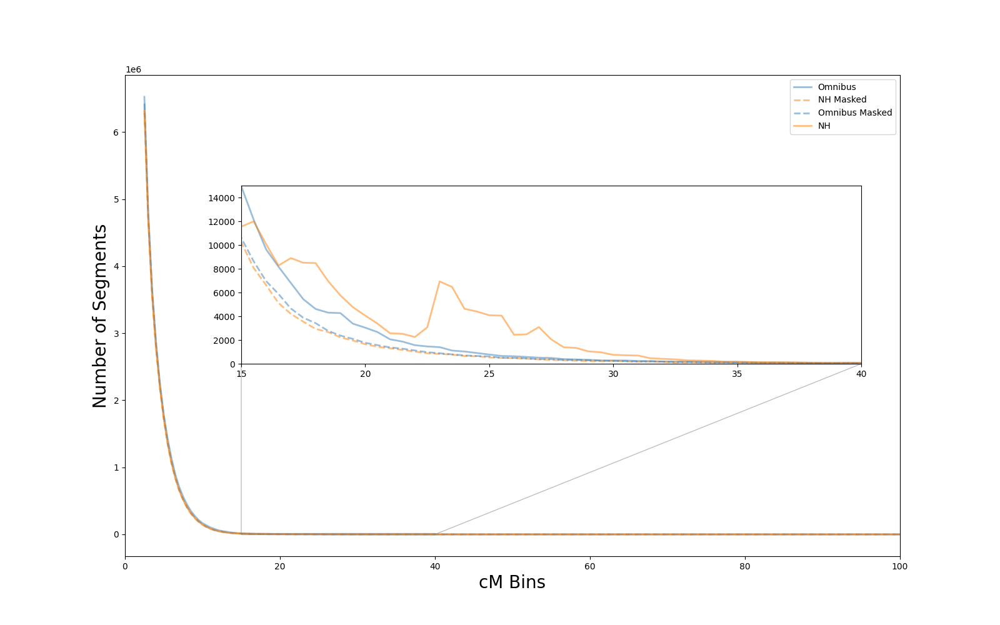 1e6
Omnibus
NH Masked
Omnibus Masked
NH
6
5
4
3
2
1
0
Number of Segments
14000
12000
10000
8000
6000
4000
2000
0
15 20 25 30 35 40
0 20 40 60 80 100
cM Bins